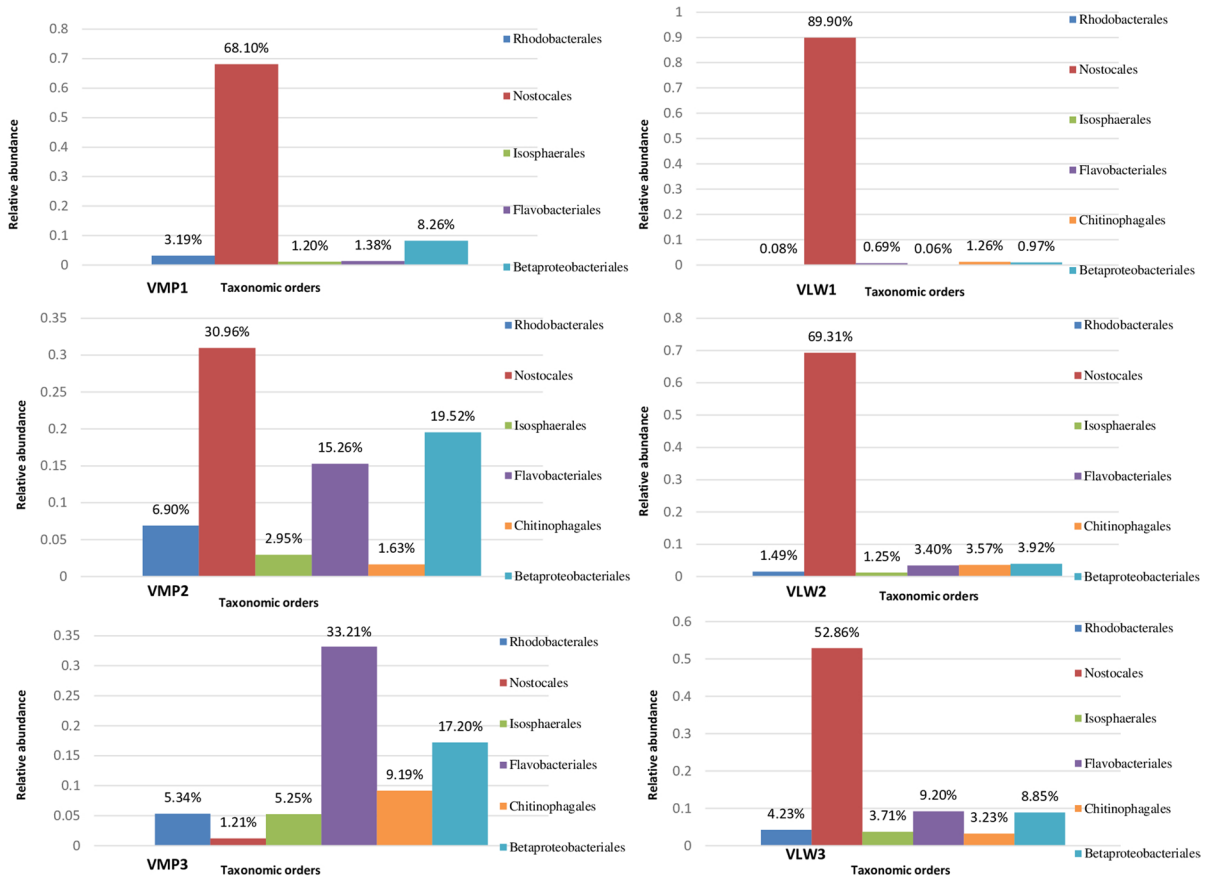 0.8
0.7
0.6
0.5
0.4
0.3
0.2
0.1
0
Relative abundance
3.19%
68.10%
1.20%
1.38%
8.26%
Rhodobacterales
Nostocales
Isosphaerales
Flavobacteriales
Betaproteobacteriales
VMP1
Taxonomic orders
1
0.9
0.8
0.7
0.6
0.5
0.4
0.3
0.2
0.1
0
Relative abundance
0.08%
89.90%
0.69%
0.06%
1.26%
0.97%
Rhodobacterales
Nostocales
Isosphaerales
Flavobacteriales
Chitinophagales
Betaproteobacteriales
VLW1
Taxonomic orders
0.35
0.3
0.25
0.2
0.15
0.1
0.05
0
Relative abundance
6.90%
30.96%
2.95%
15.26%
1.63%
19.52%
Rhodobacterales
Nostocales
Isosphaerales
Flavobacteriales
Chitinophagales
Betaproteobacteriales
VMP2
Taxonomic orders
0.8
0.7
0.6
0.5
0.4
0.3
0.2
0.1
0
Relative abundance
1.49%
69.31%
1.25%
3.40%
3.57%
3.92%
Rhodobacterales
Nostocales
Isosphaerales
Flavobacteriales
Chitinophagales
Betaproteobacteriales
VLW2
Taxonomic orders
0.35
0.3
0.25
0.2
0.15
0.1
0.05
0
Relative abundance
5.34%
1.21%
5.25%
33.21%
9.19%
17.20%
Rhodobacterales
Nostocales
Isosphaerales
Flavobacteriales
Chitinophagales
Betaproteobacteriales
VMP3
Taxonomic orders
0.6
0.5
0.4
0.3
0.2
0.1
0
Relative abundance
4.23%
52.86%
3.71%
9.20%
3.23%
8.85%
Rhodobacterales
Nostocales
Isosphaerales
Flavobacteriales
Chitinophagales
Betaproteobacteriales
VLW3
Taxonomic orders